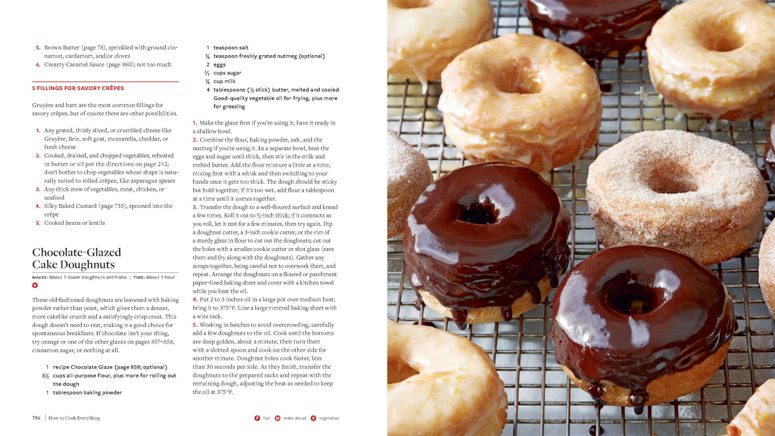 5. Brown Butter (page 78), sprinkled with ground cin-
namon, cardamom, and/or cloves
6. Creamy Caramel Sauce (page 860); not too much
5 FILLINGS FOR SAVORY CRÊPES
Gruyère and ham are the most common fillings for
savory crêpes, but of course there are other possibilities.
1. Any grated, thinly sliced, or crumbled cheese like
Gruyère, Brie, soft goat, mozzarella, cheddar, or
fresh cheese
2. Cooked, drained, and chopped vegetables, reheated
in butter or oil per the directions on page 242;
don't bother to chop vegetables whose shape is natu-
rally suited to rolled crêpes, like asparagus spears
3. Any thick stew of vegetables, meat, chicken, or
seafood
4. Silky Baked Custard (page 735), spooned into the
crêpe
5. Cooked beans or lentils
Chocolate-Glazed
Cake Doughnuts
MAKES: About 1 dozen doughnuts and holes | TIME: About 1 hour
V
These old-fashioned doughnuts are leavened with baking
powder rather than yeast, which gives them a denser,
more cakelike crumb and a satisfyingly crisp crust. This
dough doesn't need to rest, making it a good choice for
spontaneous breakfasts. If chocolate isn't your thing,
try orange or one of the other glazes on pages 857–858,
cinnamon sugar, or nothing at all.
1 recipe Chocolate Glaze (page 858; optional)
cups all-purpose flour, plus more for rolling out
the dough
1 tablespoon baking powder
1 teaspoon salt
teaspoon freshly grated nutmeg (optional)
2 eggs
cups sugar
cup milk
4 tablespoons (½ stick) butter, melted and cooled
Good-quality vegetable oil for frying, plus more
for greasing
1. Make the glaze first if you're using it; have it ready in
a shallow bowl.
2. Combine the flour, baking powder, salt, and the
nutmeg if you're using it. In a separate bowl, beat the
eggs and sugar until thick, then stir in the milk and
melted butter. Add the flour mixture a little at a time,
mixing first with a whisk and then switching to your
hands once it gets too thick. The dough should be sticky
but hold together; if it's too wet, add flour a tablespoon
at a time until it comes together.
3. Transfer the dough to a well-floured surface and knead
a few times. Roll it out to ½-inch thick; if it contracts as
you roll, let it rest for a few minutes, then try again. Dip
a doughnut cutter, a 3-inch cookie cutter, or the rim of
a sturdy glass in flour to cut out the doughnuts; cut out
the holes with a smaller cookie cutter or shot glass (save
them and fry along with the doughnuts). Gather any
scraps together, being careful not to overwork them, and
repeat. Arrange the doughnuts on a floured or parchment
paper–lined baking sheet and cover with a kitchen towel
while you heat the oil.
4. Put 2 to 3 inches oil in a large pot over medium heat;
bring it to 375°F. Line a large rimmed baking sheet with
a wire rack.
5. Working in batches to avoid overcrowding, carefully
add a few doughnuts to the oil. Cook until the bottoms
are deep golden, about a minute, then turn them
with a slotted spoon and cook on the other side for
another minute. Doughnut holes cook faster, less
than 30 seconds per side. As they finish, transfer the
doughnuts to the prepared racks and repeat with the
remaining dough, adjusting the heat as needed to keep
the oil at 375°F.
746 | How to Cook Everything
F fast M make ahead V vegetarian